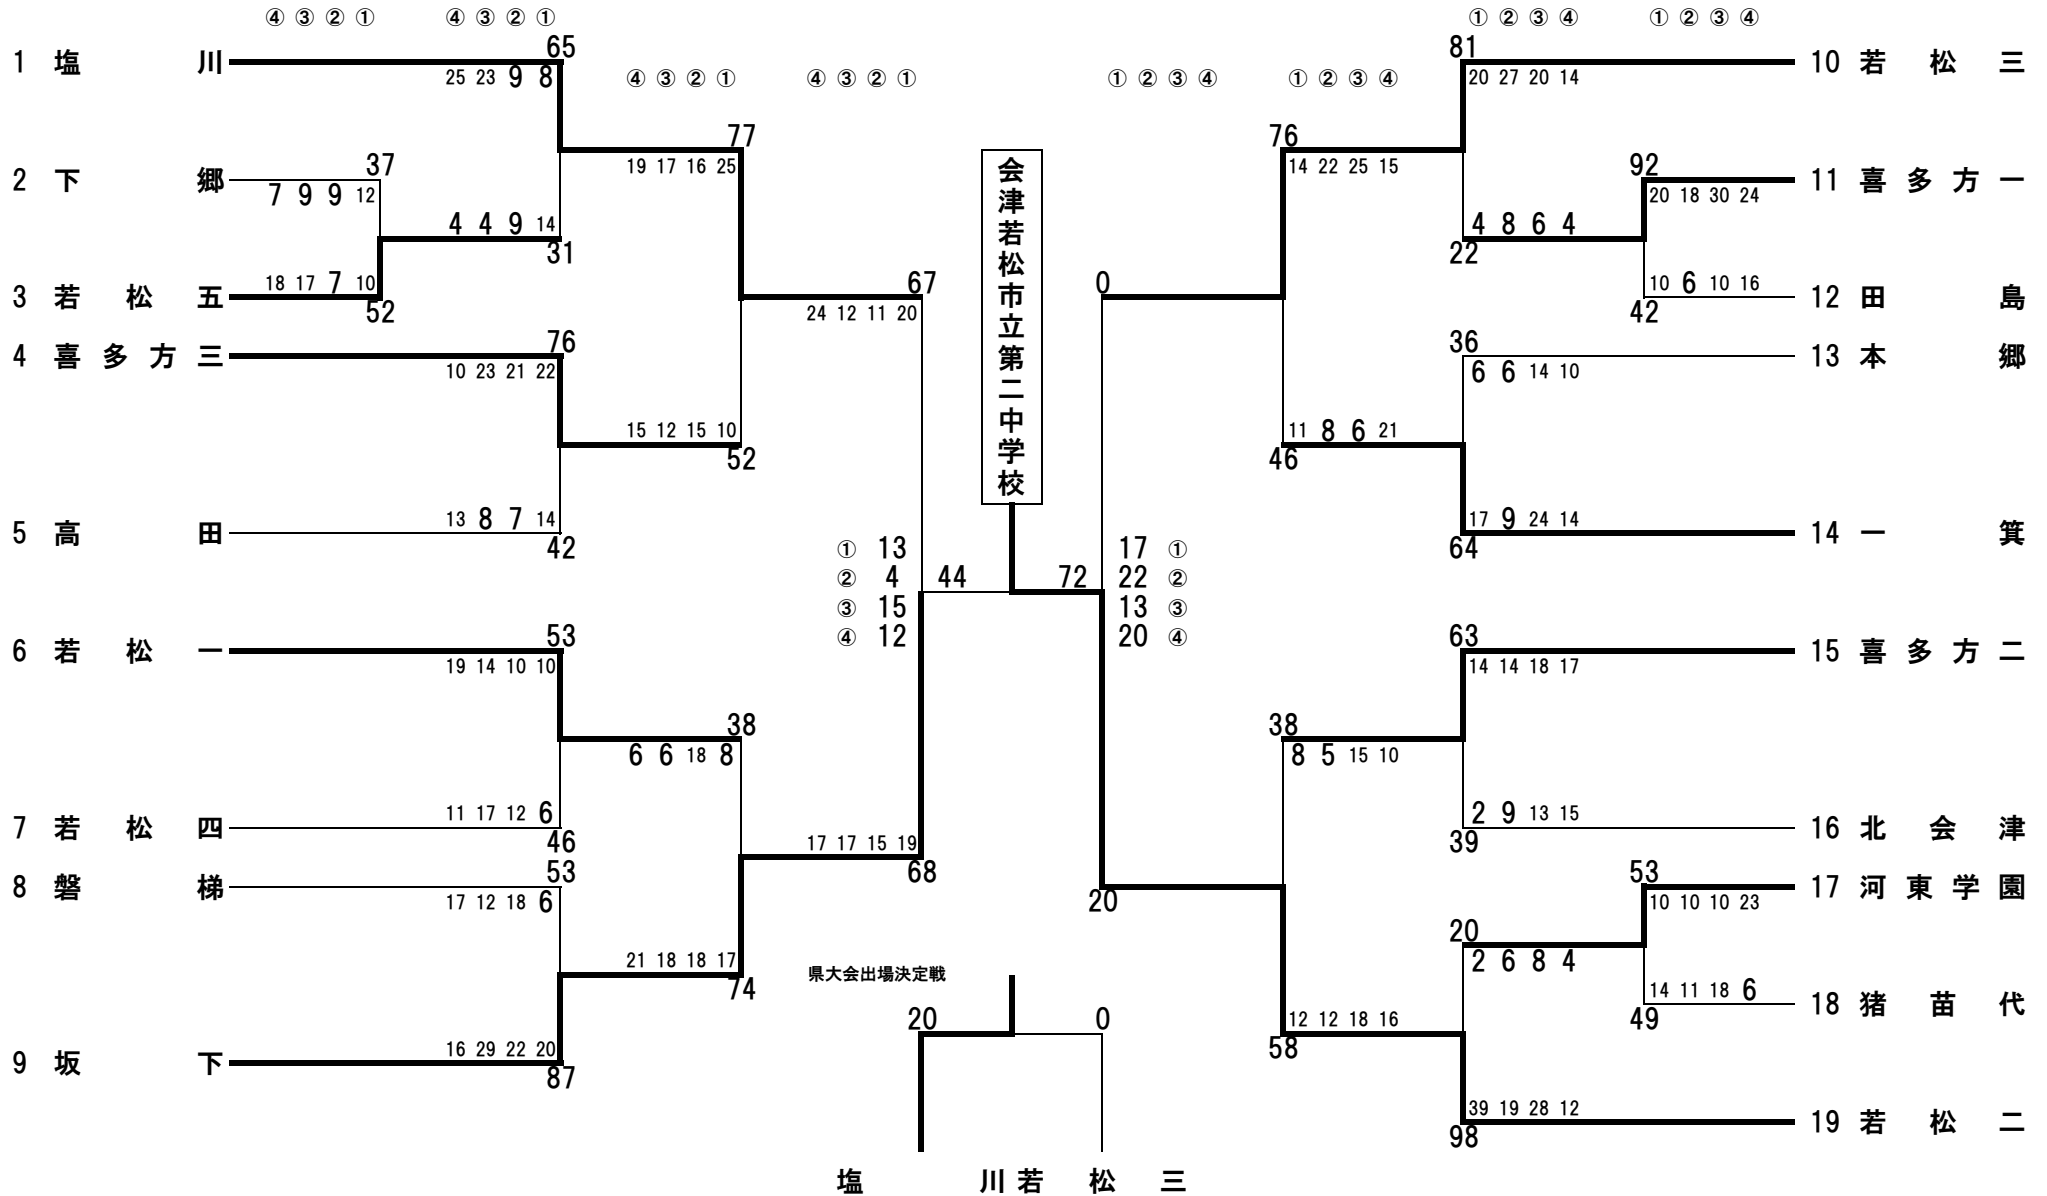 ④ ③ ② ① ④ ③ ② ① ① ② ③ ④ ① ② ③ ④
65 81
1 塩川 10 若松三
25 23 9 8 ④ ③ ② ① ④ ③ ② ① ① ② ③ ④ ① ② ③ ④ 20 27 20 14
77 76
37 19 17 16 25 14 22 25 15 92
2 下郷 11 喜多方一
7 9 9 12 20 18 30 24
4 4 9 14 4 8 6 4
31 22
会津若松市立第二中学校
18 17 7 10 67 0 10 6 10 16
3 若松五 12 田島
52 24 12 11 20 42
76 36
4 喜多方三 13 本郷
10 23 21 22 6 6 14 10
15 12 15 10 11 8 6 21
52 46
13 8 7 14 17 9 24 14
5 高田 14 一箕
42 64
① 13 17 ①
② 4 44 72 22 ②
③ 15 13 ③
④ 12 20 ④
53 63
6 若松一 15 喜多方二
19 14 10 10 14 14 18 17
38 38
6 6 18 8 8 5 15 10
11 17 12 6 2 9 13 15
7 若松四 16 北会津
46 17 17 15 19 39
53 68 53
8 磐梯 17 河東学園
17 12 18 6 20 10 10 10 23
20
21 18 18 17 2 6 8 4
74 県大会出場決定戦
14 11 18 6
18 猪苗代
20 0 12 12 18 16 49
58
16 29 22 20
9 坂下
87
39 19 28 12
19 若松二
98
塩川 若松三